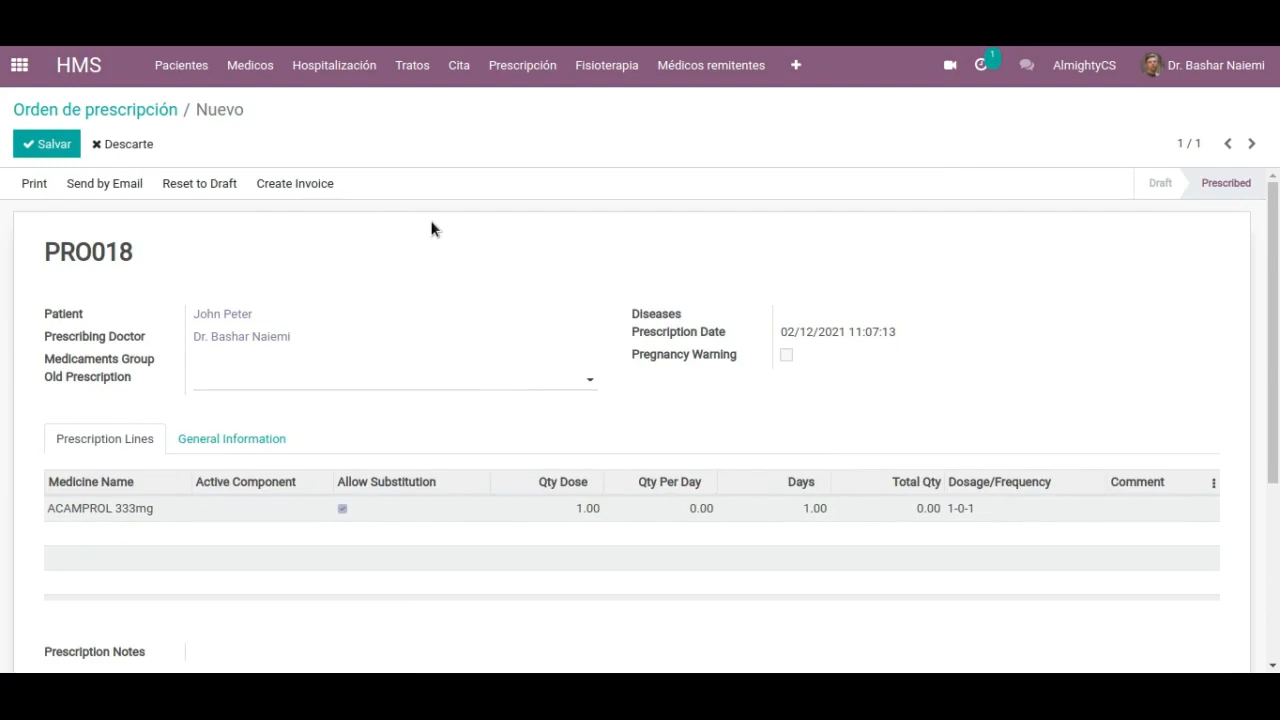 HMS Pacientes Medicos Hospitalización Tratos Cita Prescripción Fisioterapia Médicos remitentes 1 AlmightyCS Dr. Bashar Naiemi
Orden de prescripción / Nuevo
Salvar Descarte 1 / 1
Print Send by Email Reset to Draft Create Invoice Draft Prescribed
PRO018
Patient John Peter Diseases
Prescribing Doctor Dr. Bashar Naiemi Prescription Date 02/12/2021 11:07:13
Medicaments Group Pregnancy Warning
Old Prescription
Prescription Lines General Information
Medicine Name Active Component Allow Substitution Qty Dose Qty Per Day Days Total Qty Dosage/Frequency Comment
ACAMPROL 333mg 1.00 0.00 1.00 0.00 1-0-1
Prescription Notes